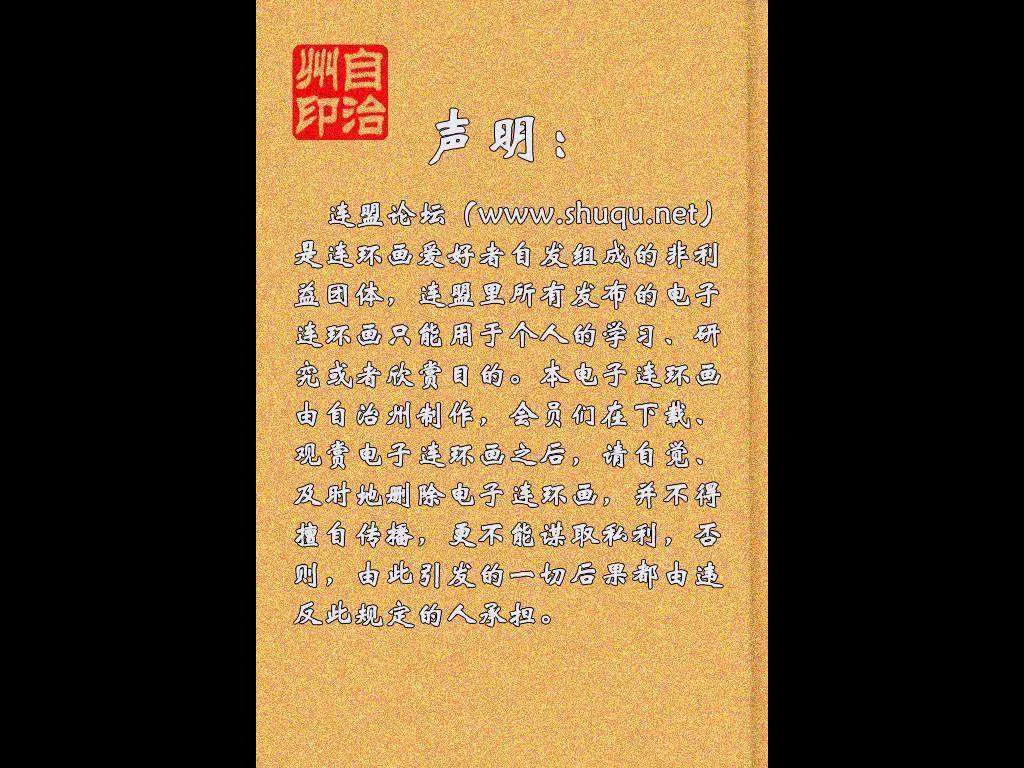 自治
州印
声明：
连盟论坛（www.shuqu.net）
是连环画爱好者自发组成的非利
益团体，连盟里所有发布的电子
连环画只能用于个人的学习、研
究或者欣赏目的。本电子连环画
由自治州制作，会员们在下载、
观赏电子连环画之后，请自觉、
及时地删除电子连环画，并不得
擅自传播，更不能谋取私利，否
则，由此引发的一切后果都由违
反此规定的人承担。